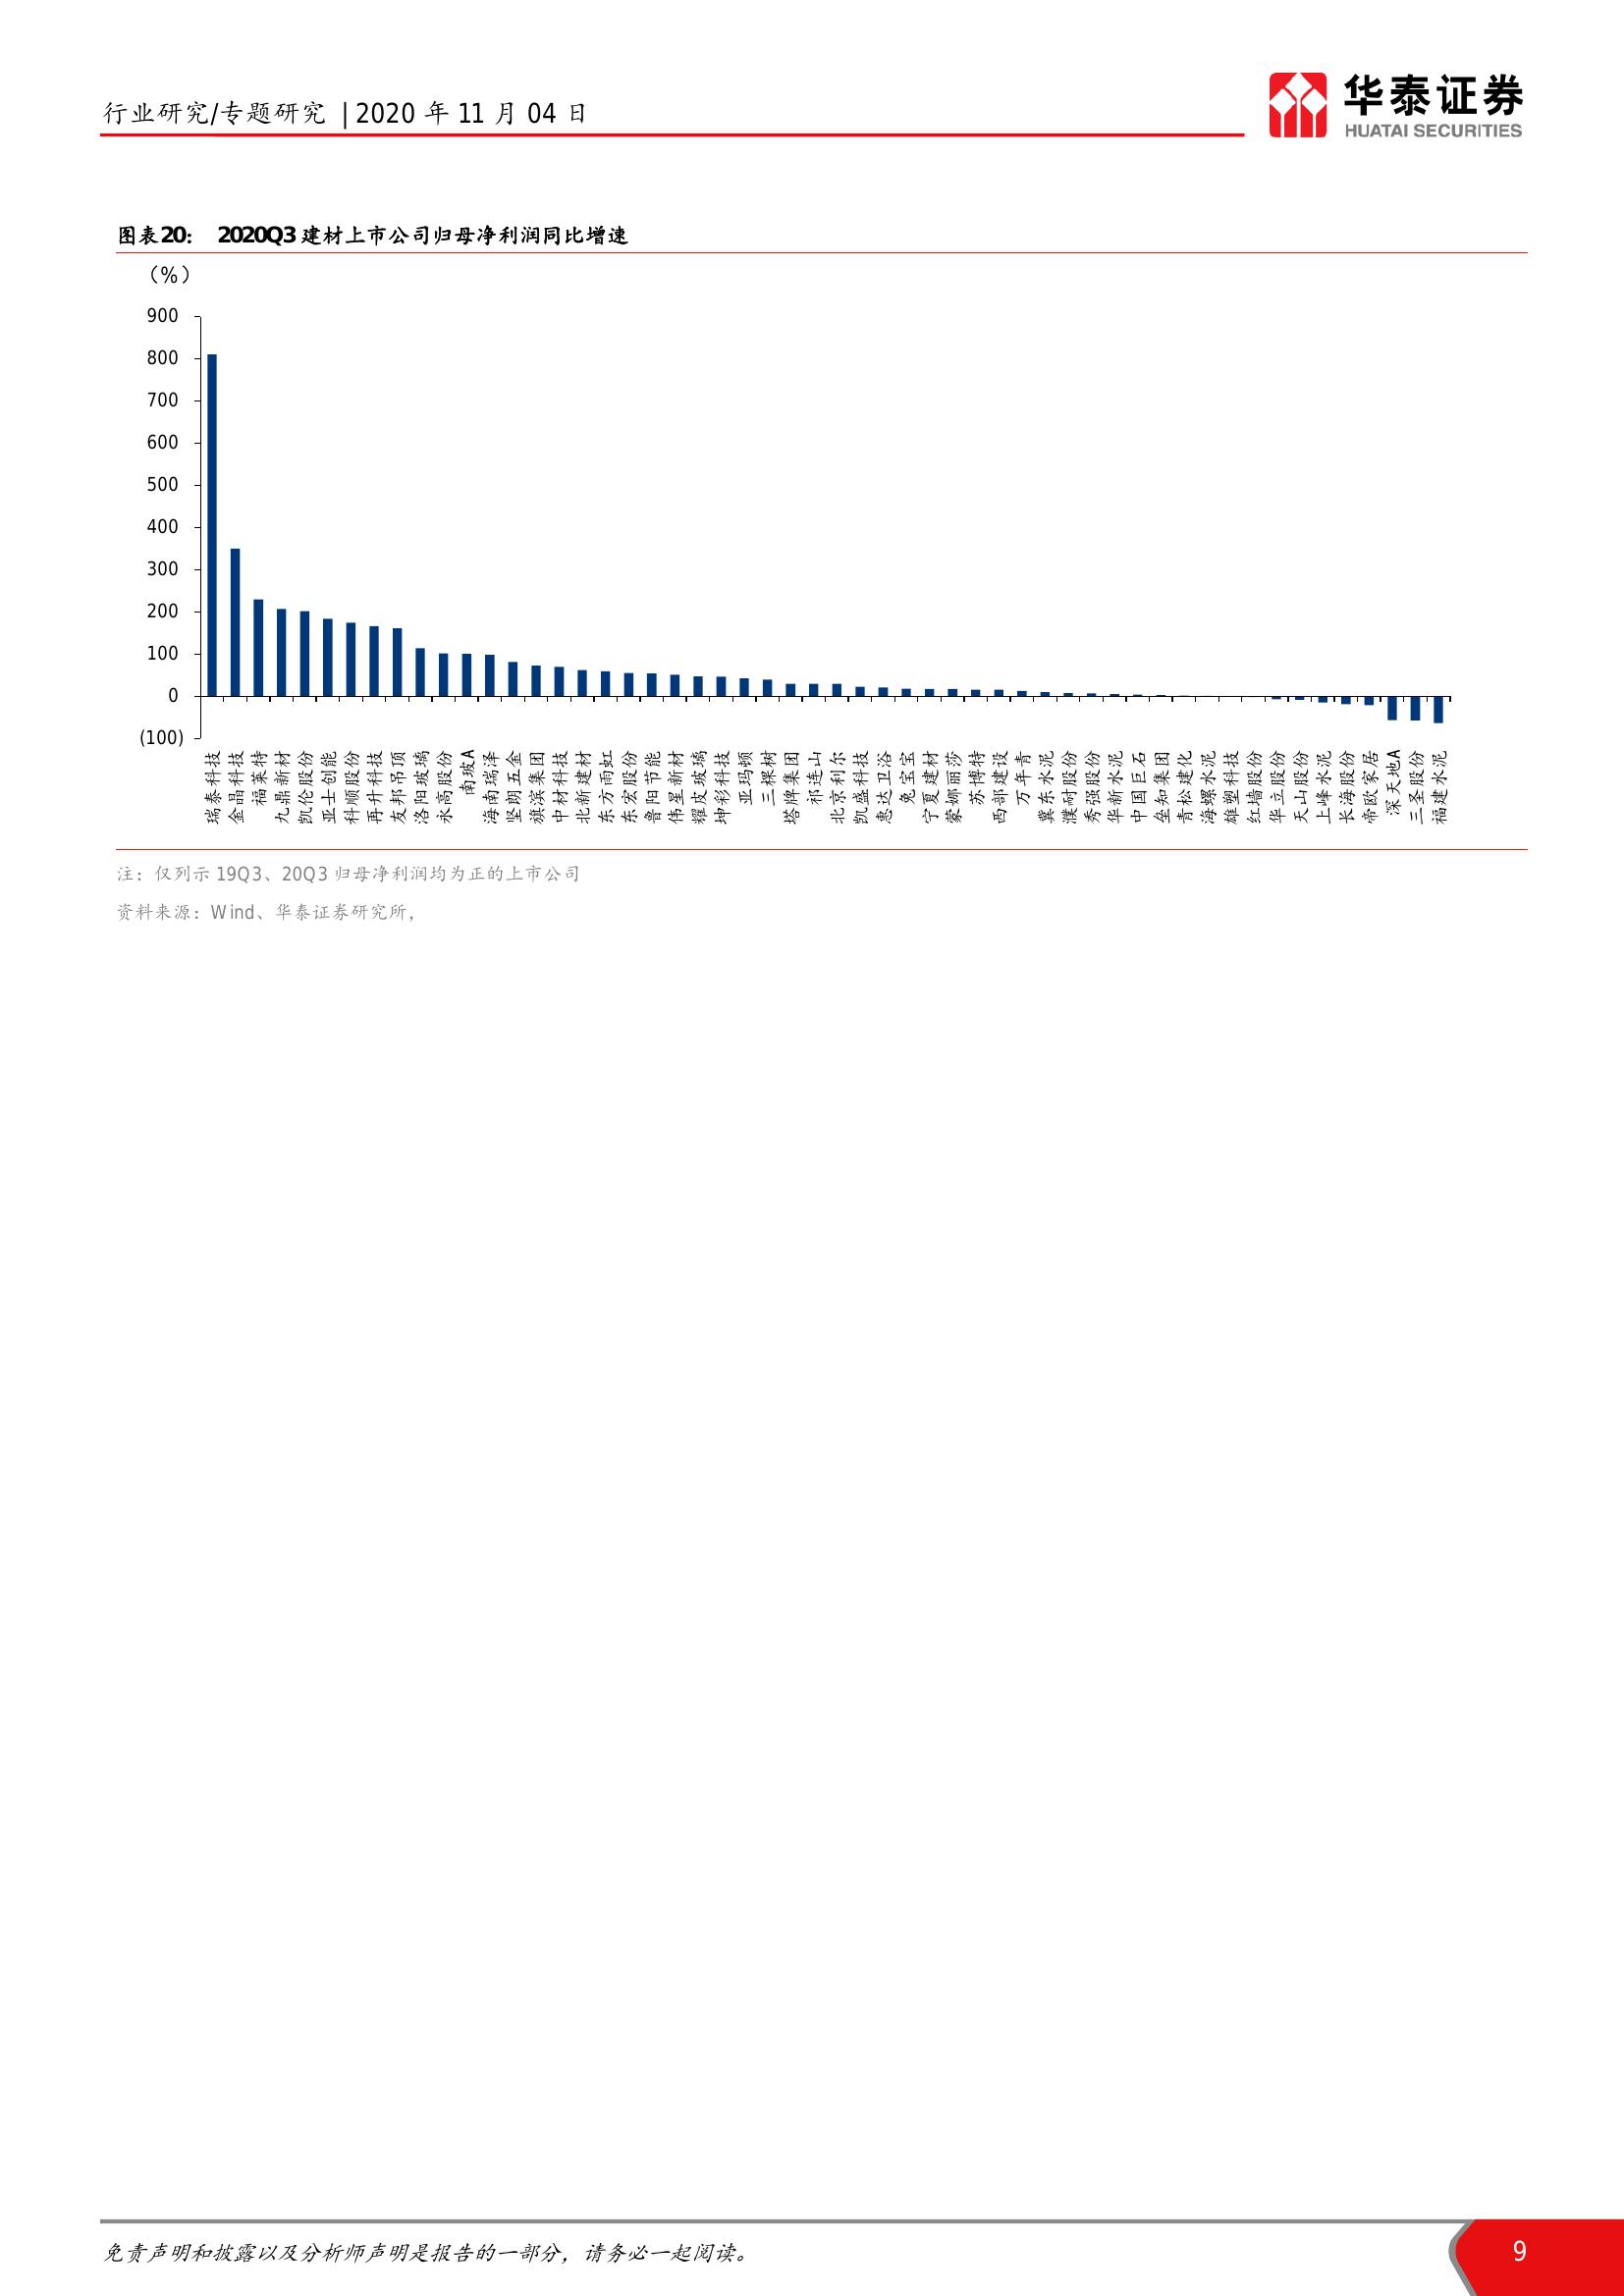 行业研究/专题研究 | 2020 年 11 月 04 日
华泰证券
HUATAI SECURITIES
图表20： 2020Q3 建材上市公司归母净利润同比增速
（%）
900
800
700
600
500
400
300
200
100
0
(100)
瑞泰科技
金晶科技
福莱特
九鼎新材
凯伦股份
亚士创能
科顺股份
再升科技
友邦吊顶
洛阳玻璃
永高股份
南玻A
海南瑞泽
坚朗五金
旗滨集团
中材科技
北新建材
东方雨虹
东宏股份
鲁阳节能
伟星新材
耀皮玻璃
坤彩科技
亚玛顿
三棵树
塔牌集团
祁连山
北京利尔
凯盛科技
惠达卫浴
兔宝宝
宁夏建材
蒙娜丽莎
苏博特
西部建设
万年青
冀东水泥
濮耐股份
秀强股份
华新水泥
中国巨石
垒知集团
青松建化
海螺水泥
雄塑科技
红墙股份
华立股份
天山股份
上峰水泥
长海股份
帝欧家居
深天地A
三圣股份
福建水泥
注：仅列示 19Q3、20Q3 归母净利润均为正的上市公司
资料来源：Wind、华泰证券研究所，
免责声明和披露以及分析师声明是报告的一部分，请务必一起阅读。
9